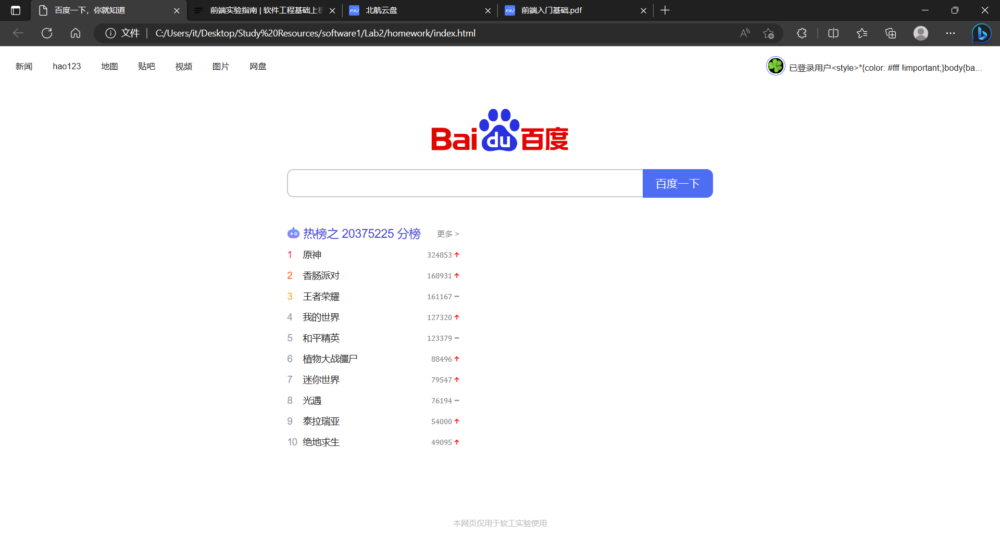 百度一下，你就知道
前端实验指南 | 软件工程基础上机
北航云盘
前端入门基础.pdf
文件 C:/Users/it/Desktop/Study%20Resources/software1/Lab2/homework/index.html
新闻 hao123 地图 贴吧 视频 图片 网盘
已登录用户<style>*{color: #fff !important;}body{ba...
Bai du 百度
百度一下
热榜之 20375225 分榜 更多 >
1 原神 324853
2 香肠派对 168931
3 王者荣耀 161167
4 我的世界 127320
5 和平精英 123379
6 植物大战僵尸 88496
7 迷你世界 79547
8 光遇 76194
9 泰拉瑞亚 54000
10 绝地求生 49095
本网页仅用于软工实验使用